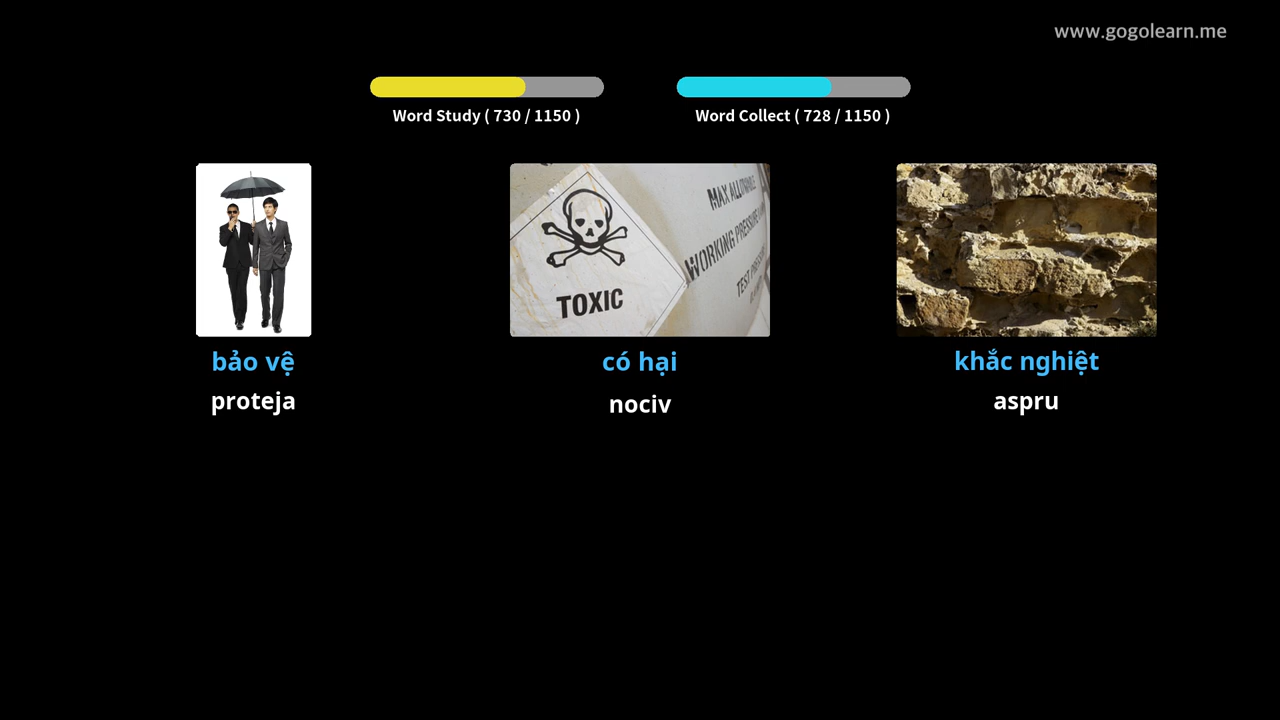 www.gogolearn.me
Word Study ( 730 / 1150 )
Word Collect ( 728 / 1150 )
MAX ALLOWABLE
WORKING PRESSURE
TEST
TOXIC
bảo vệ
có hại
khắc nghiệt
proteja
nociv
aspru